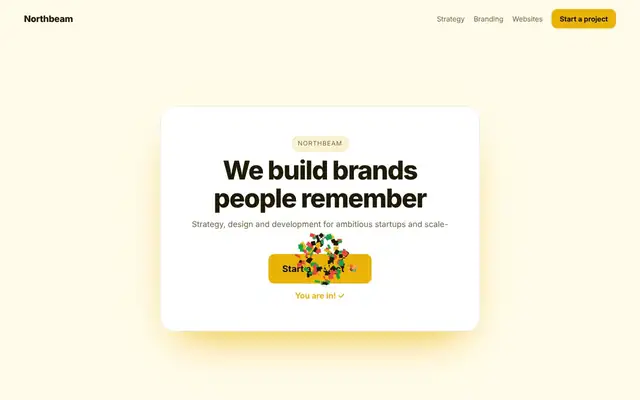 Northbeam
Strategy Branding Websites Start a project
NORTHBEAM
We build brands
people remember
Strategy, design and development for ambitious startups and scale-
Start
You are in! ✓